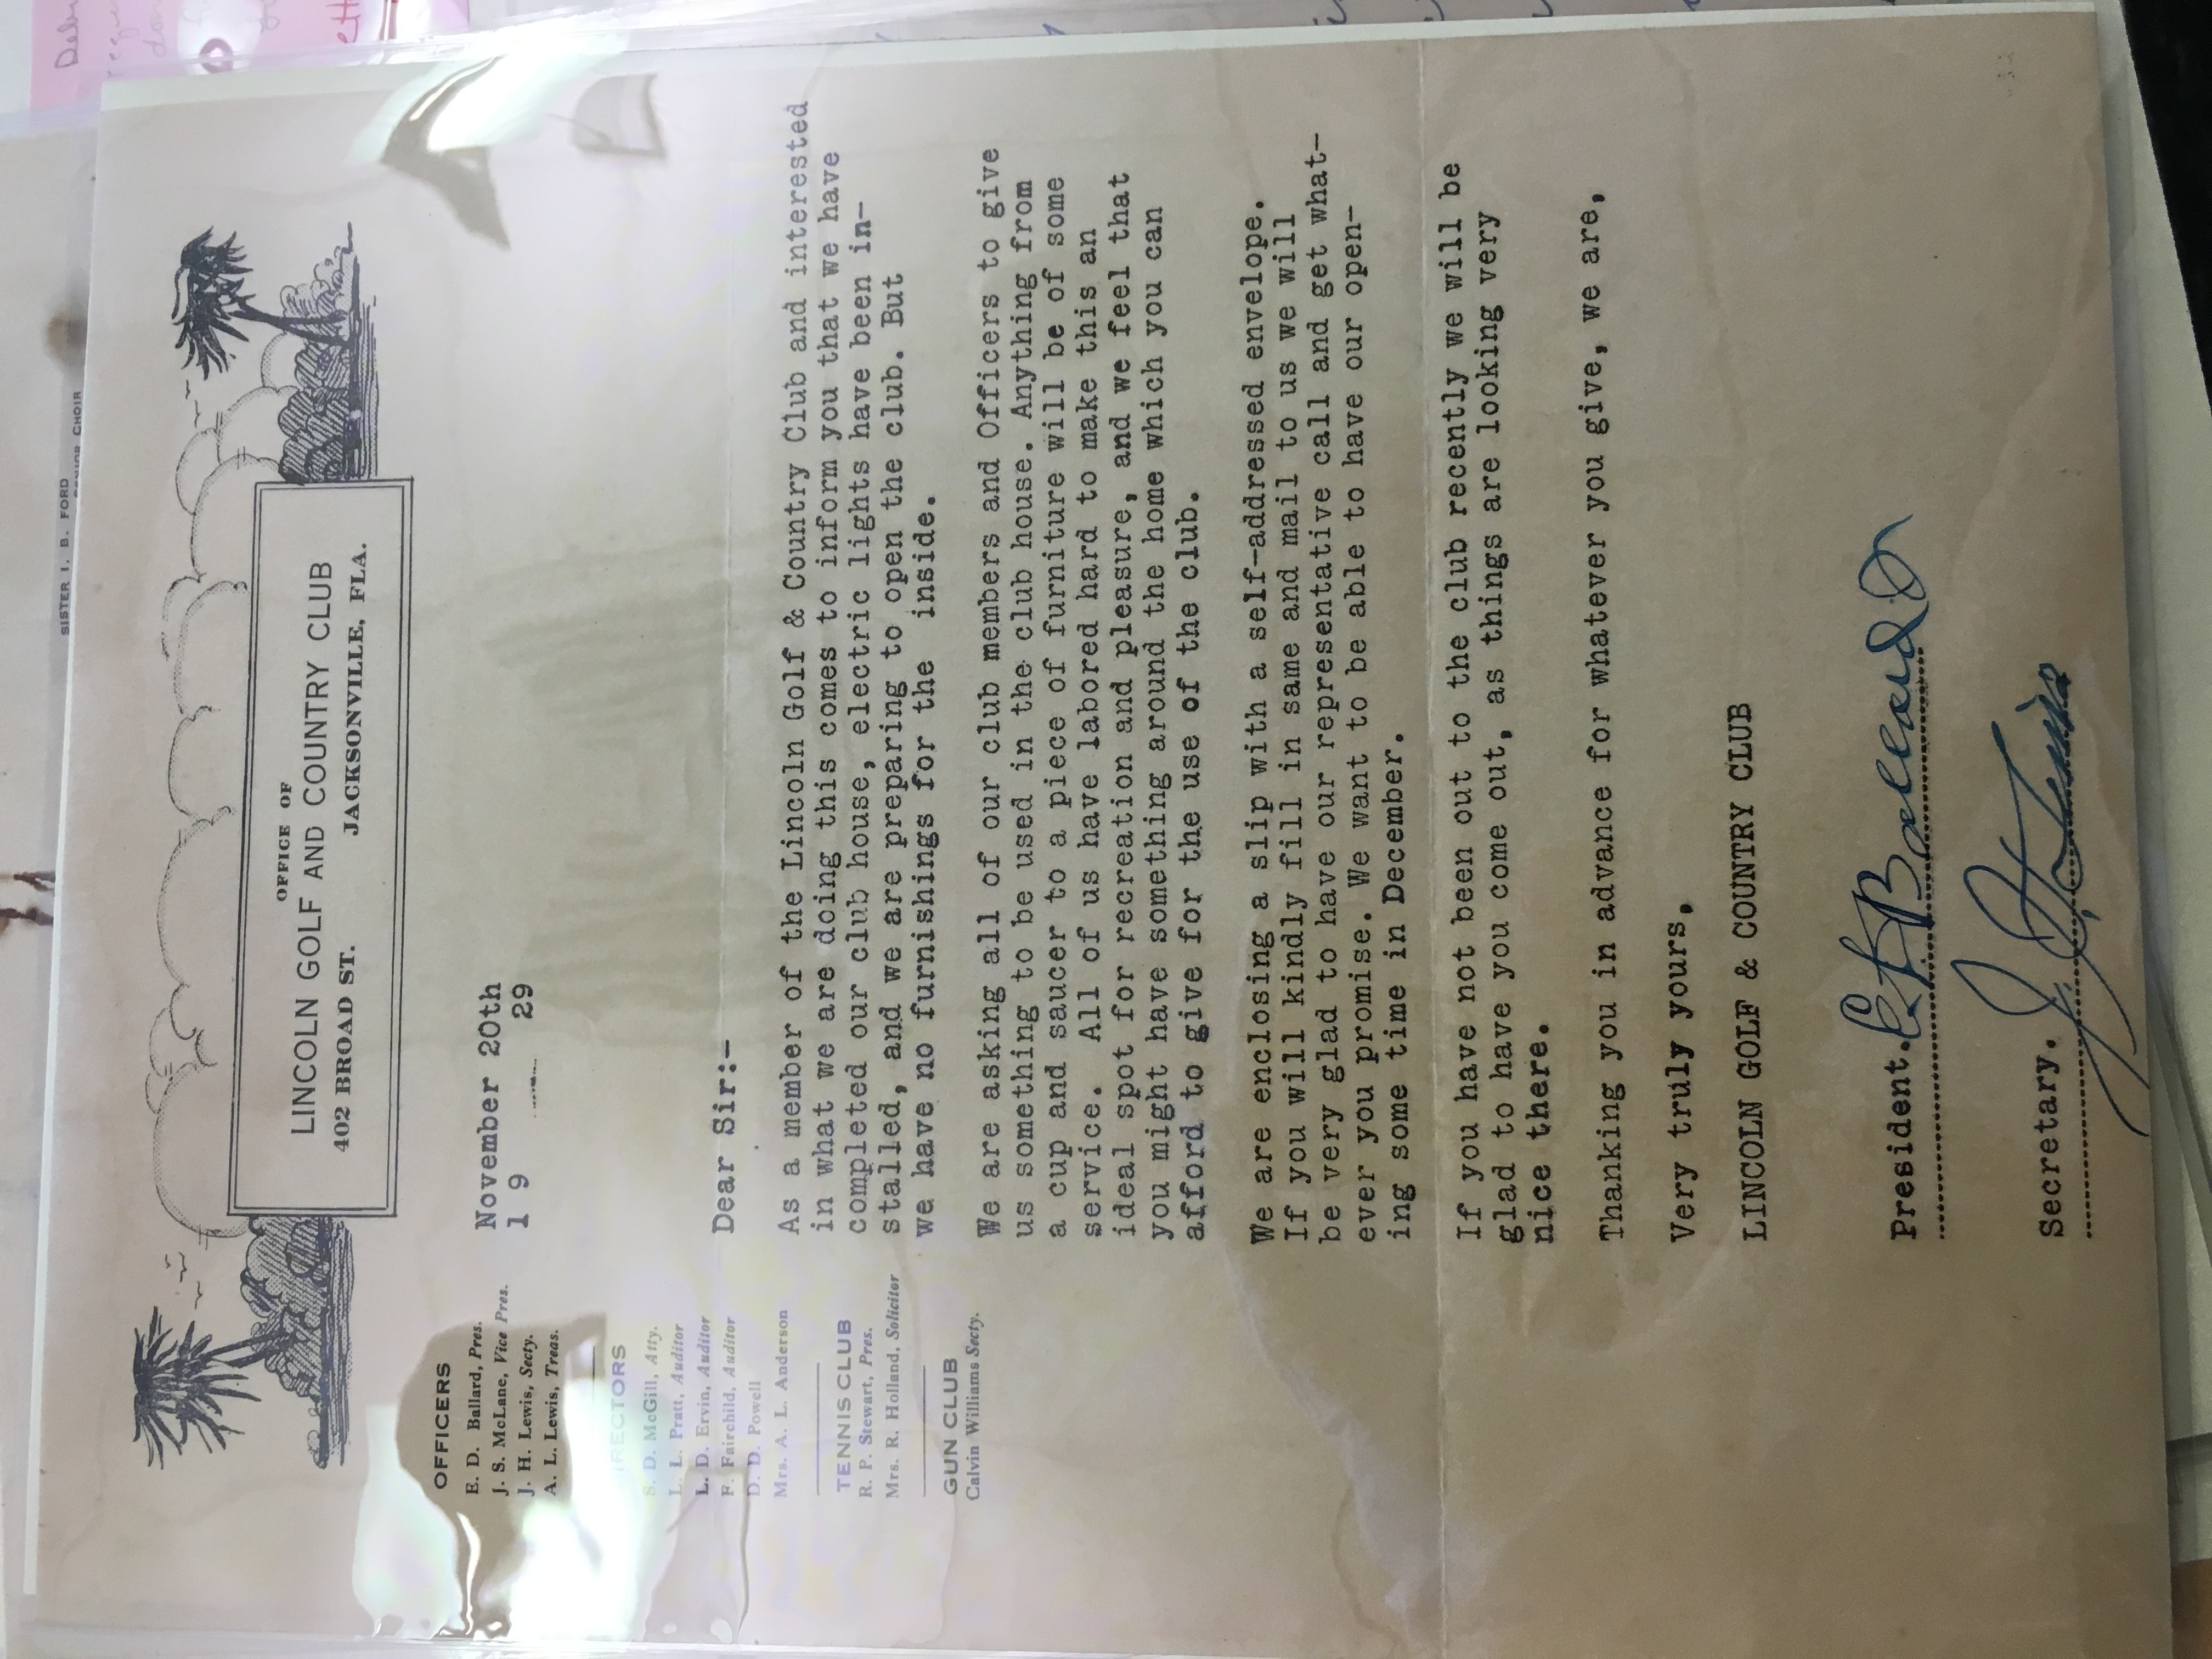 SISTER I. B. FORD
SENIOR CHOIR
OFFICE OF
LINCOLN GOLF AND COUNTRY CLUB
402 BROAD ST. JACKSONVILLE, FLA.
OFFICERS
E. D. Ballard, Pres.
J. S. McLane, Vice Pres.
J. H. Lewis, Secty.
A. L. Lewis, Treas.
DIRECTORS
S. D. McGill, Atty.
L. L. Pratt, Auditor
L. D. Ervin, Auditor
F. Fairchild, Auditor
D. D. Powell
Mrs. A. L. Anderson
TENNIS CLUB
R. P. Stewart, Pres.
Mrs. R. Holland, Solicitor
GUN CLUB
Calvin Williams Secty.
November 20th
1 9 29
Dear Sir:-
As a member of the Lincoln Golf & Country Club and interested
in what we are doing this comes to inform you that we have
completed our club house, electric lights have been in-
stalled, and we are preparing to open the club. But
we have no furnishings for the inside.
We are asking all of our club members and Officers to give
us something to be used in the club house. Anything from
a cup and saucer to a piece of furniture will be of some
service. All of us have labored hard to make this an
ideal spot for recreation and pleasure, and we feel that
you might have something around the home which you can
afford to give for the use of the club.
We are enclosing a slip with a self-addressed envelope.
If you will kindly fill in same and mail to us we will
be very glad to have our representative call and get what-
ever you promise. We want to be able to have our open-
ing some time in December.
If you have not been out to the club recently we will be
glad to have you come out, as things are looking very
nice there.
Thanking you in advance for whatever you give, we are,
Very truly yours,
LINCOLN GOLF & COUNTRY CLUB
President. Ballard
Secretary. J. H. Lewis